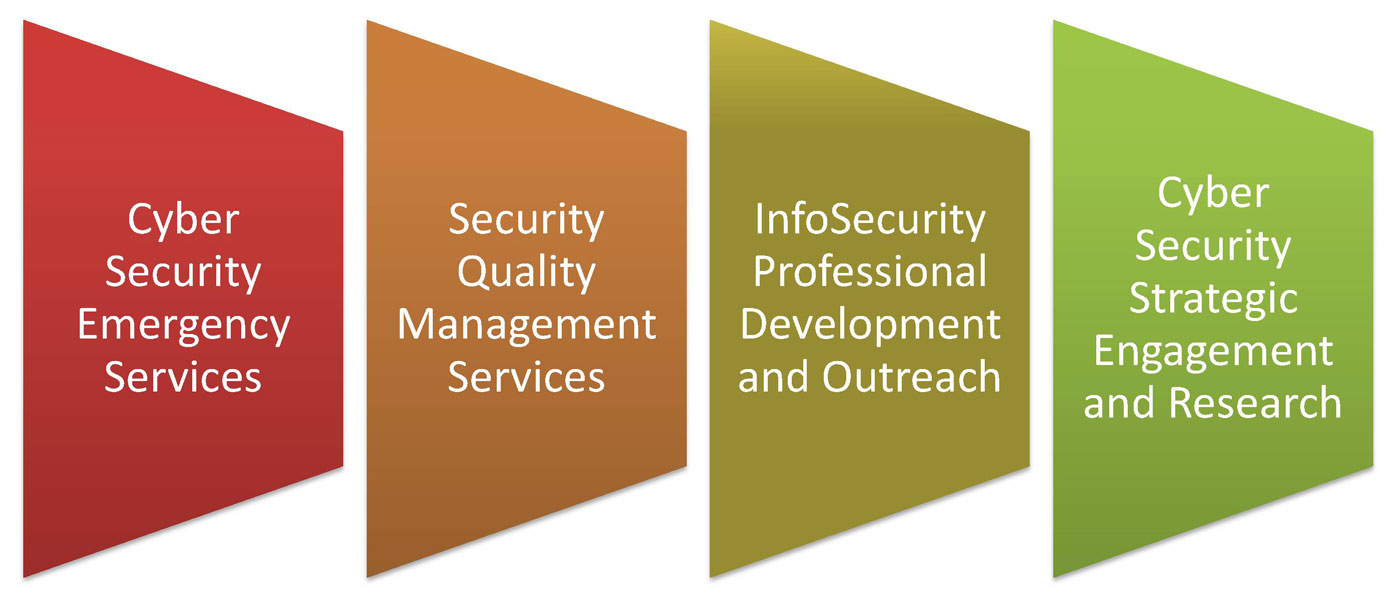 Cyber
Security
Emergency
Services
Security
Quality
Management
Services
InfoSecurity
Professional
Development
and Outreach
Cyber
Security
Strategic
Engagement
and Research